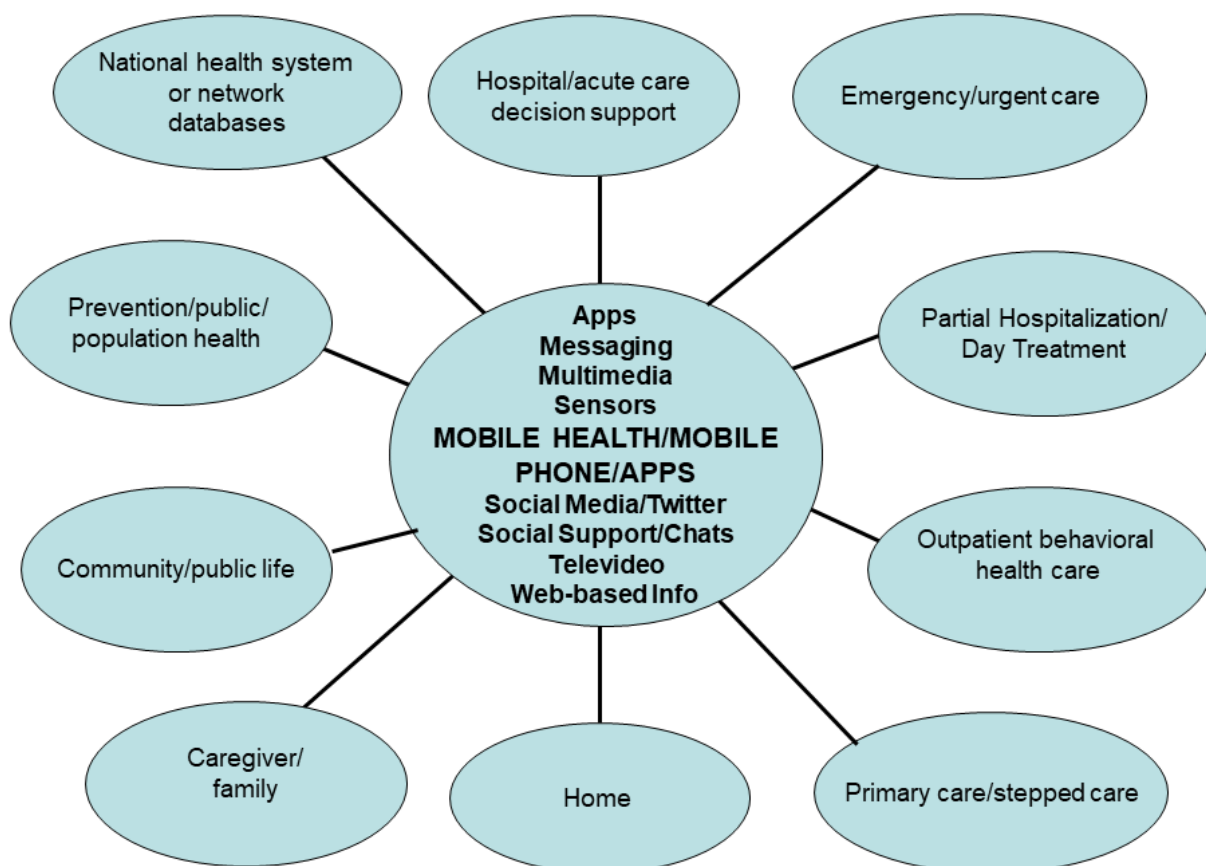 National health system
or network
databases
Hospital/acute care
decision support
Emergency/urgent care
Prevention/public/
population health
Apps
Messaging
Multimedia
Sensors
MOBILE HEALTH/MOBILE
PHONE/APPS
Social Media/Twitter
Social Support/Chats
Televideo
Web-based Info
Partial Hospitalization/
Day Treatment
Community/public life
Outpatient behavioral
health care
Caregiver/
family
Home
Primary care/stepped care